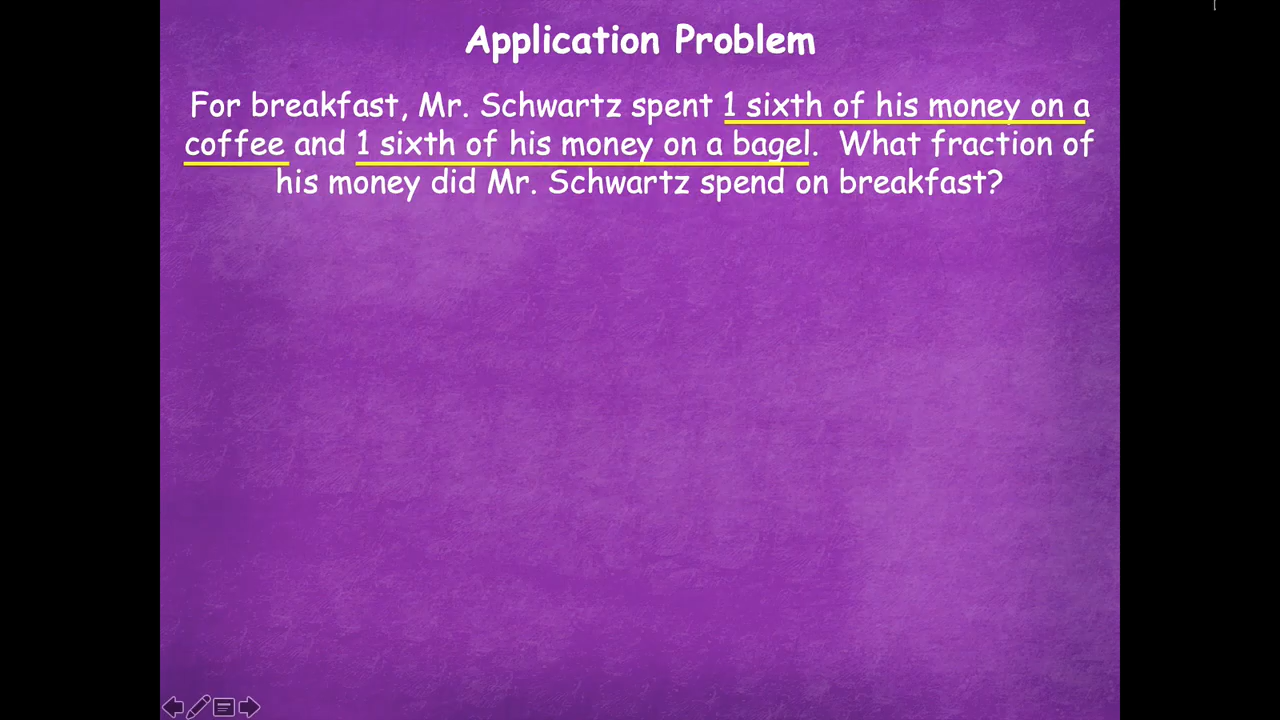 Application Problem
For breakfast, Mr. Schwartz spent 1 sixth of his money on a
coffee and 1 sixth of his money on a bagel.  What fraction of
his money did Mr. Schwartz spend on breakfast?